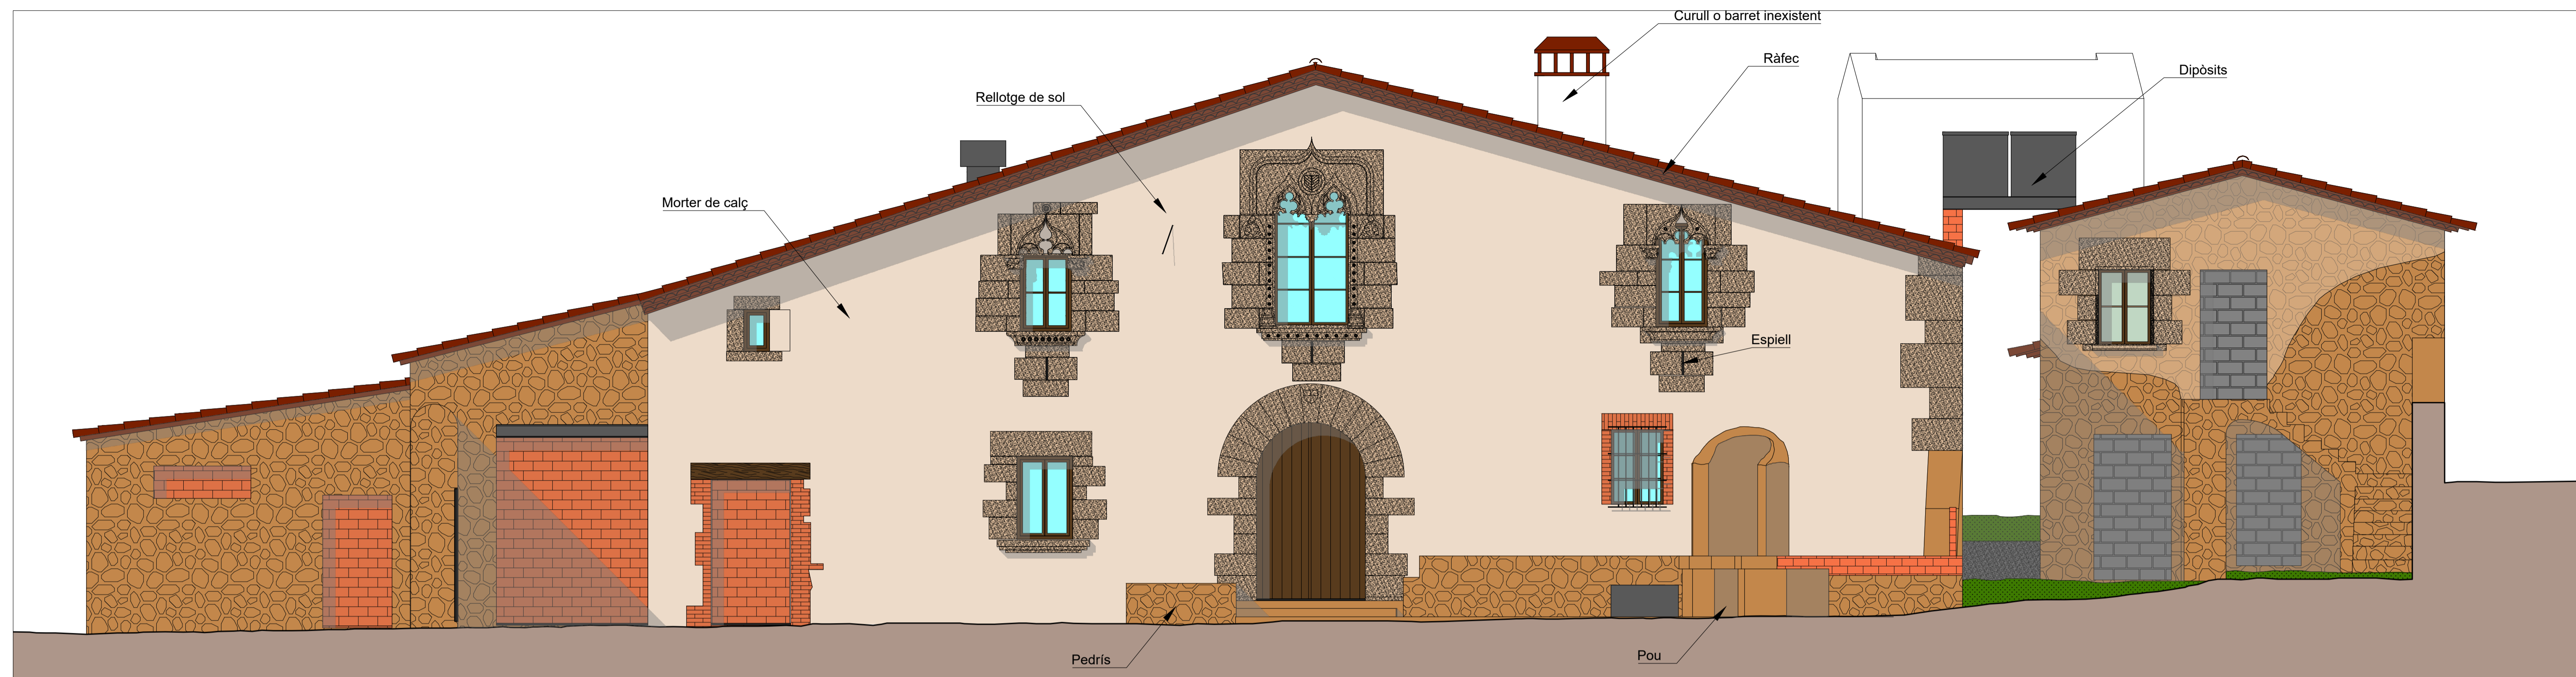 Curull o barret inexistent
Ràfec
Dipòsits
Rellotge de sol
Morter de calç
Espiell
Pedrís
Pou